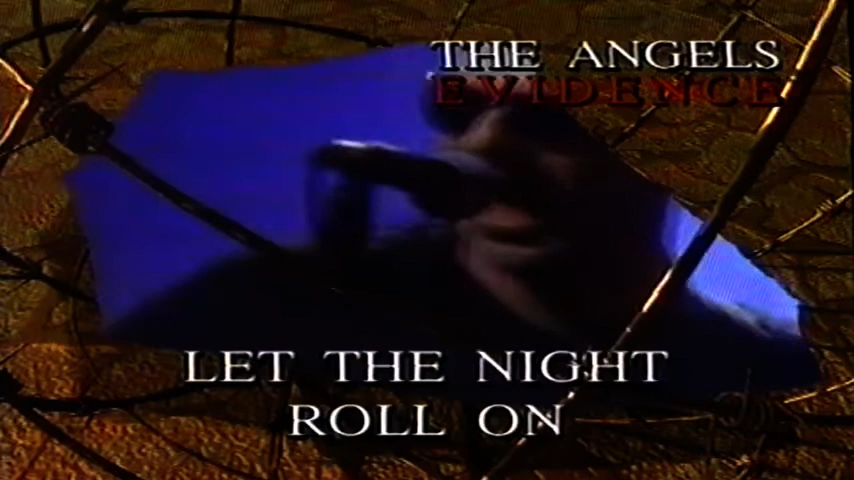 THE ANGELS
EVIDENCE
LET THE NIGHT
ROLL ON